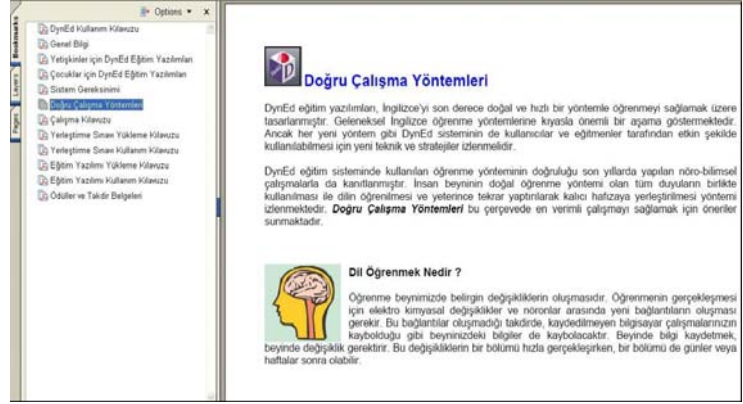 Options
x
Bookmarks
Layers
Pages
DynEd Kullanım Kılavuzu
Genel Bilgi
Yetişkinler için DynEd Eğitim Yazılımları
Çocuklar için DynEd Eğitim Yazılımları
Sistem Gereksinimi
Doğru Çalışma Yöntemleri
Çalışma Kılavuzu
Yerleştirme Sınavı Yükleme Kılavuzu
Yerleştirme Sınavı Kullanım Kılavuzu
Eğitim Yazılımı Yükleme Kılavuzu
Eğitim Yazılımı Kullanım Kılavuzu
Ödüller ve Takdir Belgeleri
Doğru Çalışma Yöntemleri
DynEd eğitim yazılımları, İngilizce'yi son derece doğal ve hızlı bir yöntemle öğrenmeyi sağlamak üzere
tasarlanmıştır. Geleneksel İngilizce öğrenme yöntemlerine kıyasla önemli bir aşama göstermektedir.
Ancak her yeni yöntem gibi DynEd sisteminin de kullanıcılar ve eğitmenler tarafından etkin şekilde
kullanılabilmesi için yeni teknik ve stratejiler izlenmelidir.
DynEd eğitim sisteminde kullanılan öğrenme yönteminin doğruluğu son yıllarda yapılan nöro-bilimsel
çalışmalarla da kanıtlanmıştır. İnsan beyninin doğal öğrenme yöntemi olan tüm duyuların birlikte
kullanılması ile dilin öğrenilmesi ve yeterince tekrar yaptırılarak kalıcı hafızaya yerleştirilmesi yöntemi
izlenmektedir. Doğru Çalışma Yöntemleri bu çerçevede en verimli çalışmayı sağlamak için öneriler
sunmaktadır.
Dil Öğrenmek Nedir ?
Öğrenme beynimizde belirgin değişikliklerin oluşmasıdır. Öğrenmenin gerçekleşmesi
için elektro kimyasal değişiklikler ve nöronlar arasında yeni bağlantıların oluşması
gerekir. Bu bağlantılar oluşmadığı takdirde, kaydedilmeyen bilgisayar çalışmalarınızın
kaybolduğu gibi beyninizdeki bilgiler de kaybolacaktır. Beyinde bilgi kaydetmek,
beyinde değişiklik gerektirir. Bu değişikliklerin bir bölümü hızla gerçekleşirken, bir bölümü de günler veya
haftalar sonra olabilir.